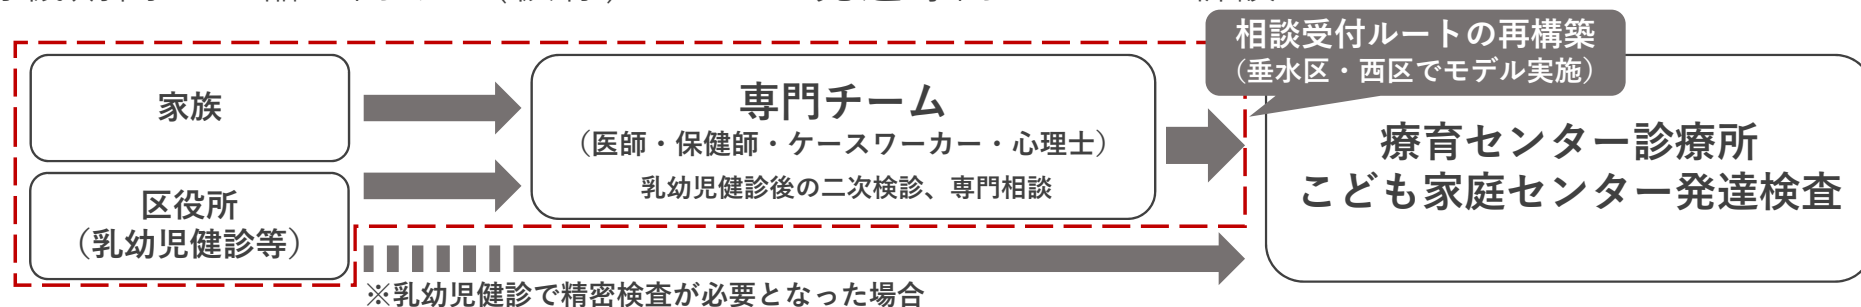 相談受付ルートの再構築
（垂水区・西区でモデル実施）
家族
専門チーム
（医師・保健師・ケースワーカー・心理士）
乳幼児健診後の二次検診、専門相談
区役所
（乳幼児健診等）
療育センター診療所
こども家庭センター発達検査
※乳幼児健診で精密検査が必要となった場合